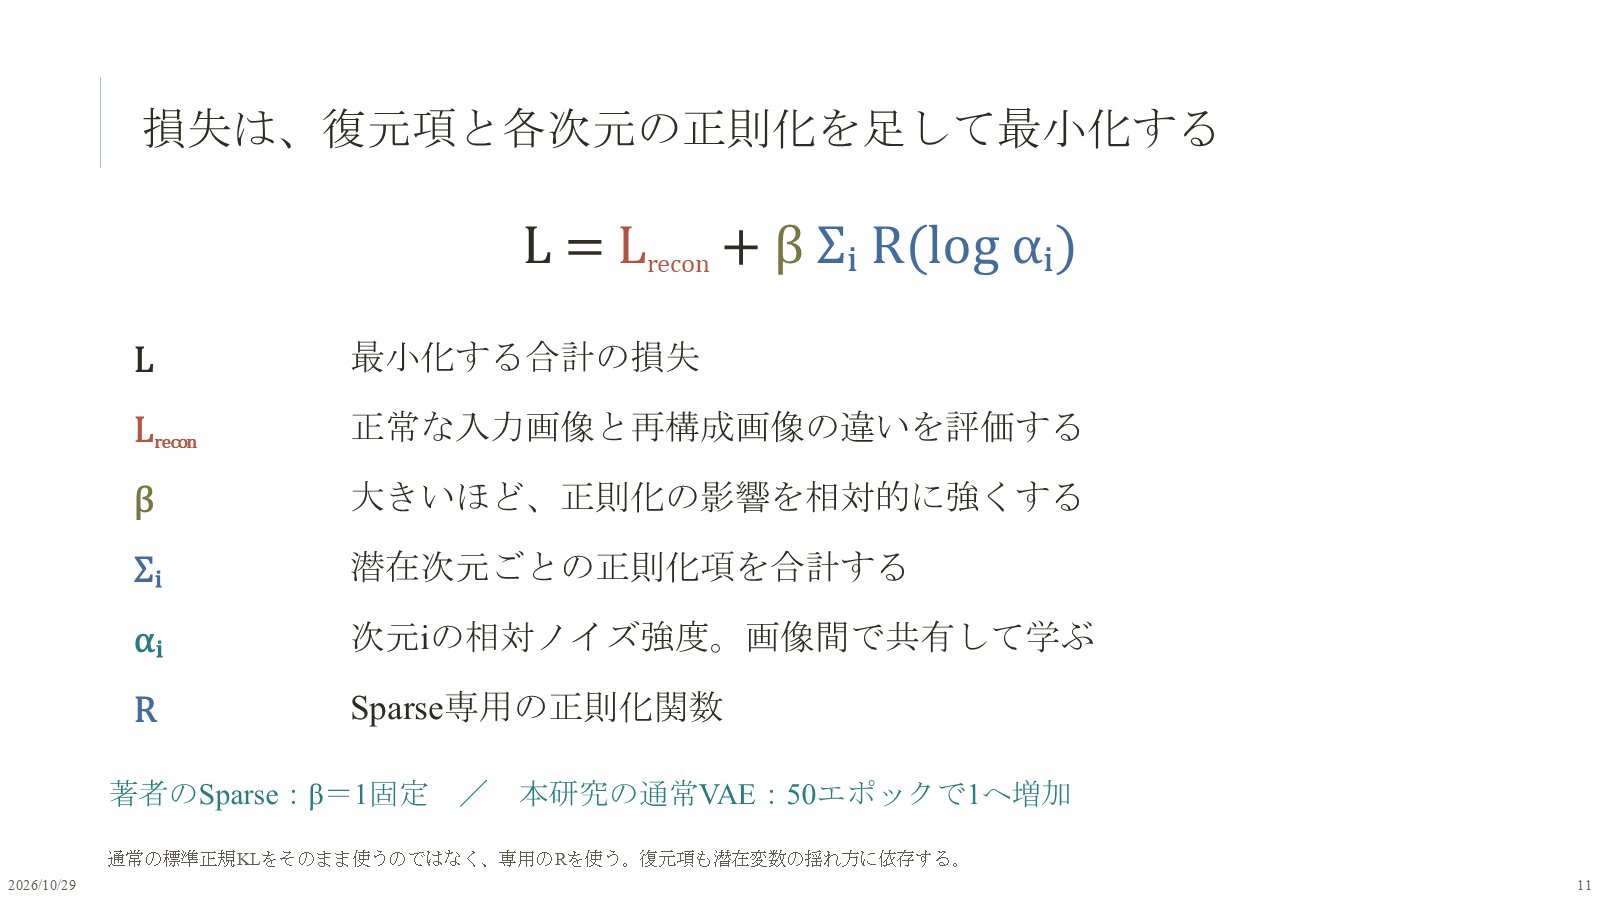 損失は、復元項と各次元の正則化を足して最小化する
L = Lrecon + β Σi R(log αi)
L 最小化する合計の損失
Lrecon 正常な入力画像と再構成画像の違いを評価する
β 大きいほど、正則化の影響を相対的に強くする
Σi 潜在次元ごとの正則化項を合計する
αi 次元iの相対ノイズ強度。画像間で共有して学ぶ
R Sparse専用の正則化関数
著者のSparse：β＝1固定　／　本研究の通常VAE：50エポックで1へ増加
通常の標準正規KLをそのまま使うのではなく、専用のRを使う。復元項も潜在変数の揺れ方に依存する。
2026/10/29 11